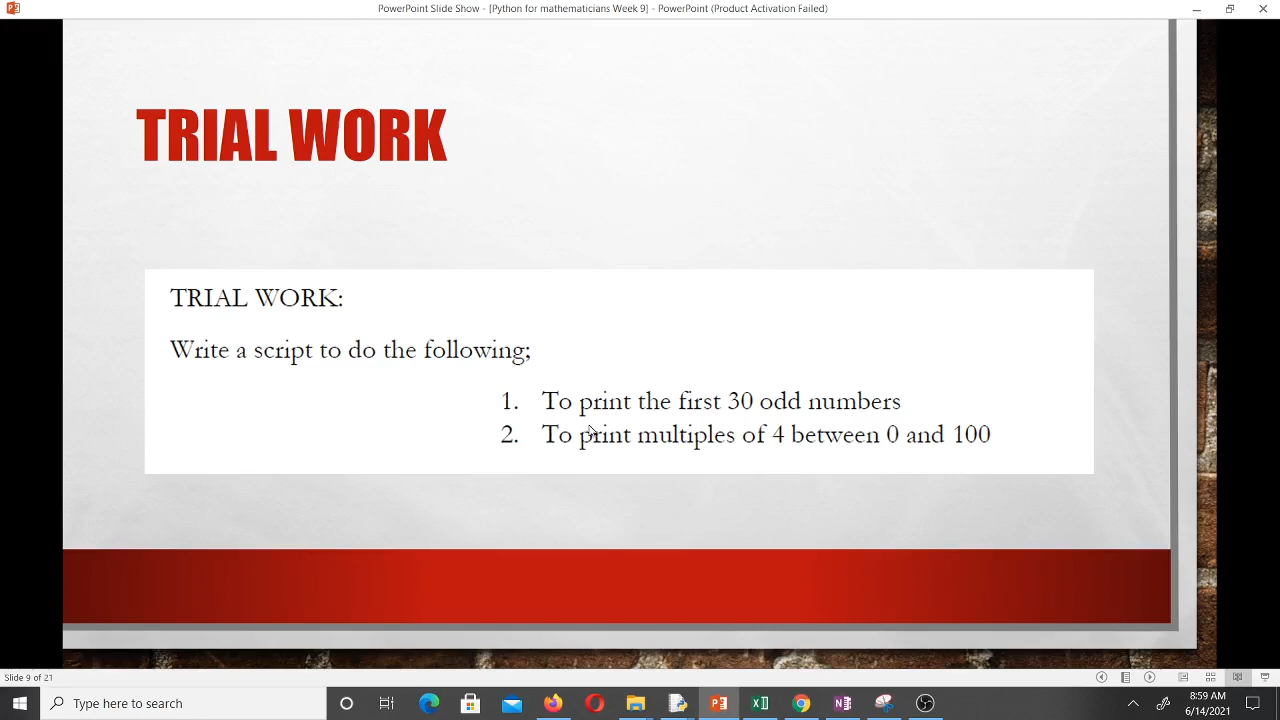 PowerPoint Slide Show - [Python for mathematicians Week 9] - PowerPoint (Product Activation Failed)
TRIAL WORK
TRIAL WORK:
Write a script to do the following;
1. To print the first 30 odd numbers
2. To print multiples of 4 between 0 and 100
Slide 9 of 21
Type here to search
8:59 AM
6/14/2021